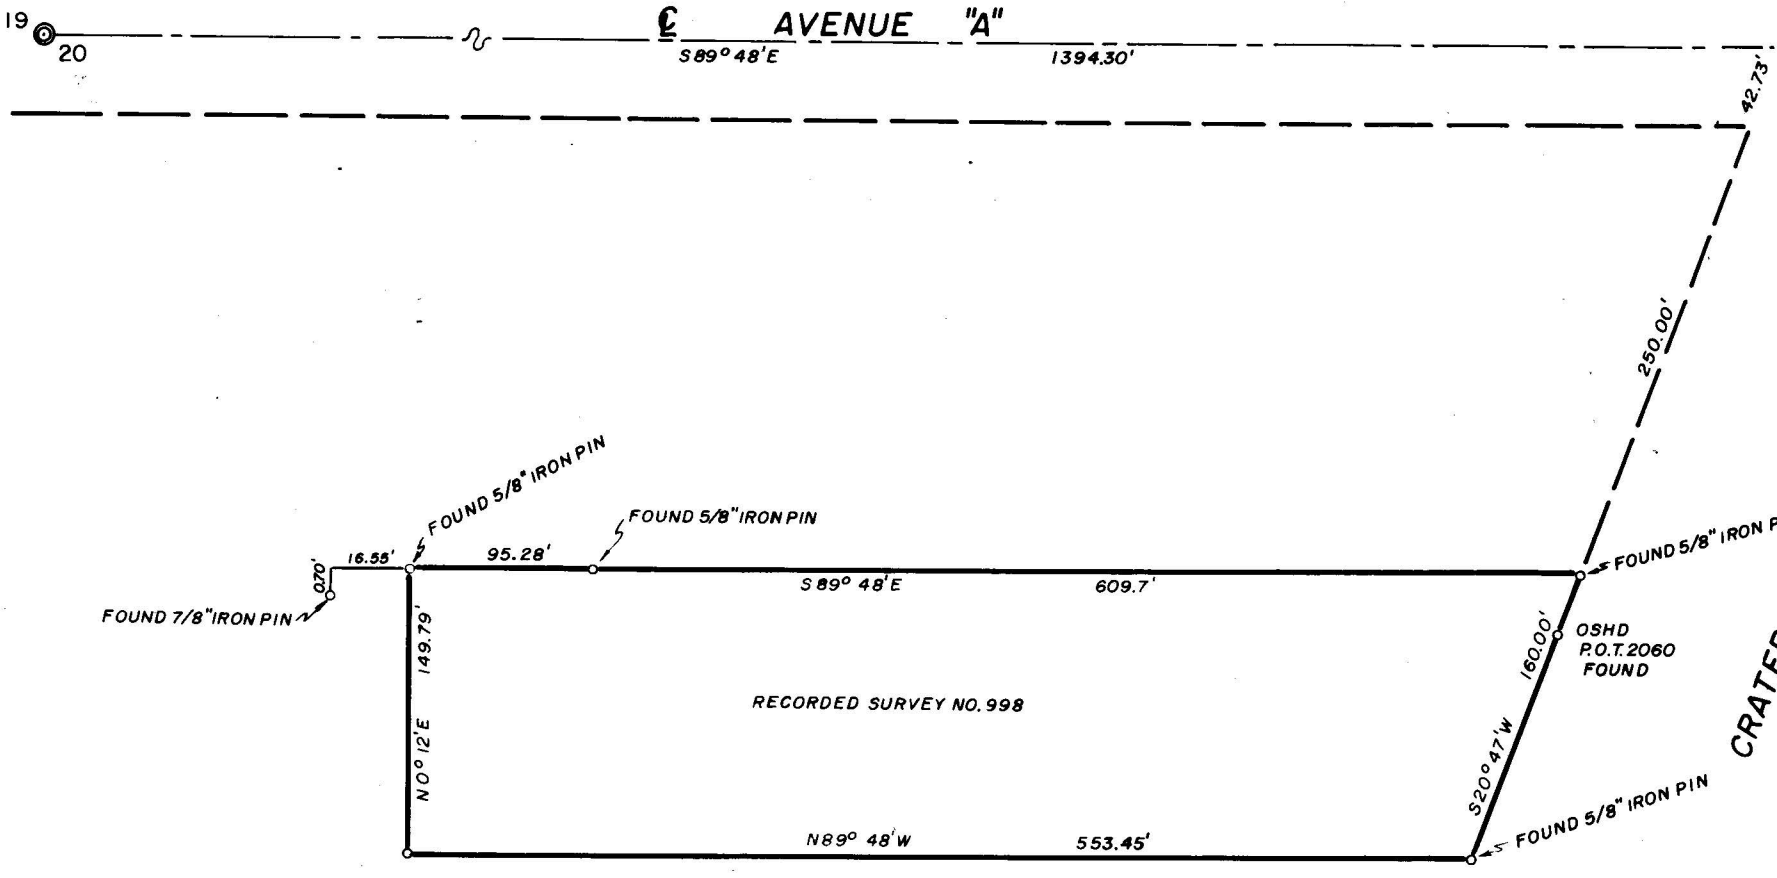 19
20
℄ AVENUE "A"
S89°48'E 1394.30'
42.73'
250.00'
FOUND 5/8" IRON PIN
FOUND 5/8" IRON PIN
16.55' 95.28'
0.70'
S89° 48'E 609.7'
FOUND 5/8" IRON P
FOUND 7/8" IRON PIN
149.79'
N0° 12'E
160.00'
S20° 47'W
OSHD
P.O.T. 2060
FOUND
RECORDED SURVEY NO. 998
CRATER
FOUND 5/8" IRON PIN
N89° 48'W 553.45'